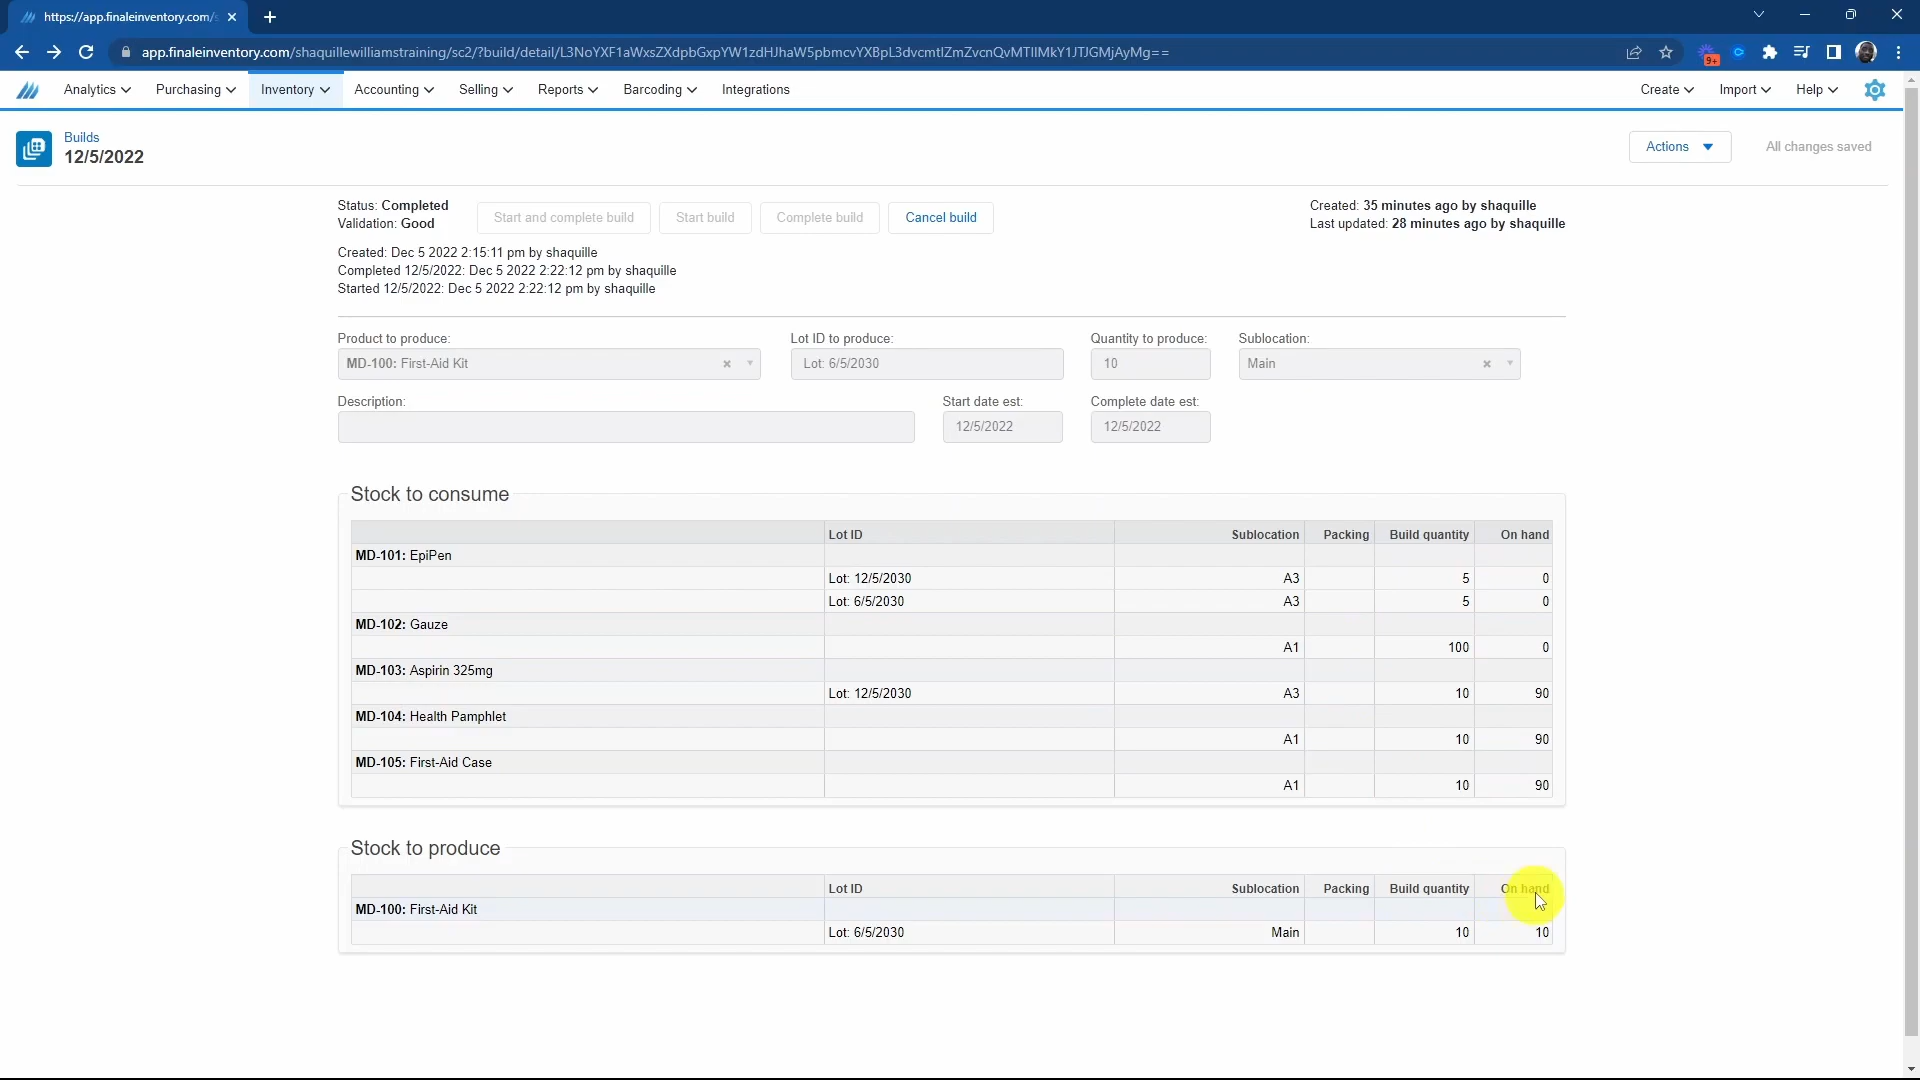 https://app.finaleinventory.com/s
app.finaleinventory.com/shaquillewilliamstraining/sc2/?build/detail/L3NoYXF1aWxsZXdpbGxpYW1zdHJhaW5pbmcvYXBpL3dvcmtlZmZvcnQvMTIlMkY1JTJGMjAyMg==
9+
Analytics Purchasing Inventory Accounting Selling Reports Barcoding Integrations Create Import Help
Builds
12/5/2022
Actions
All changes saved
Status: Completed
Validation: Good
Start and complete build Start build Complete build Cancel build
Created: 35 minutes ago by shaquille
Last updated: 28 minutes ago by shaquille
Created: Dec 5 2022 2:15:11 pm by shaquille
Completed 12/5/2022: Dec 5 2022 2:22:12 pm by shaquille
Started 12/5/2022: Dec 5 2022 2:22:12 pm by shaquille
Product to produce: Lot ID to produce: Quantity to produce: Sublocation:
MD-100: First-Aid Kit Lot: 6/5/2030 10 Main
Description: Start date est: Complete date est:
12/5/2022 12/5/2022
Stock to consume
Lot ID Sublocation Packing Build quantity On hand
MD-101: EpiPen
Lot: 12/5/2030 A3 5 0
Lot: 6/5/2030 A3 5 0
MD-102: Gauze
A1 100 0
MD-103: Aspirin 325mg
Lot: 12/5/2030 A3 10 90
MD-104: Health Pamphlet
A1 10 90
MD-105: First-Aid Case
A1 10 90
Stock to produce
Lot ID Sublocation Packing Build quantity On hand
MD-100: First-Aid Kit
Lot: 6/5/2030 Main 10 10